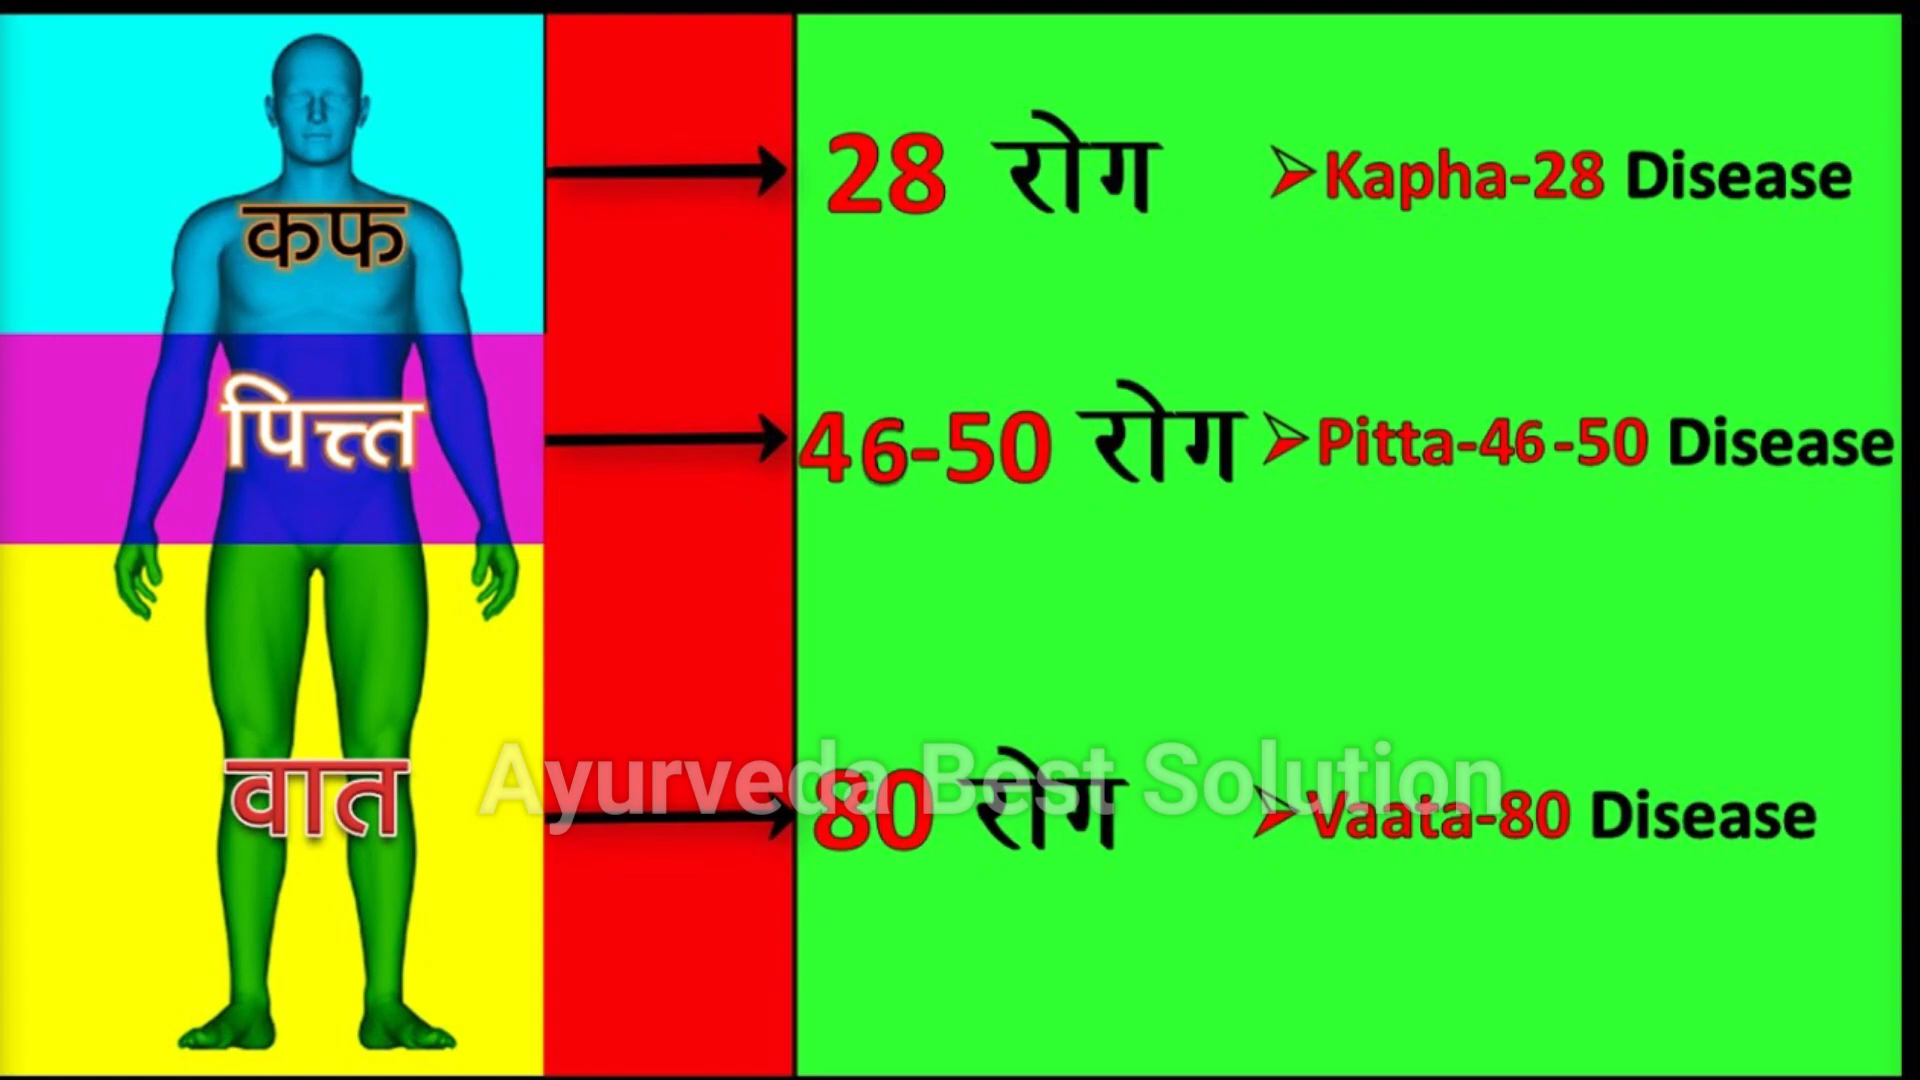 कफ
28 रोग ➢Kapha-28 Disease
पित्त
46-50 रोग ➢Pitta-46-50 Disease
वात
80 रोग ➢Vaata-80 Disease
Ayurveda Best Solution